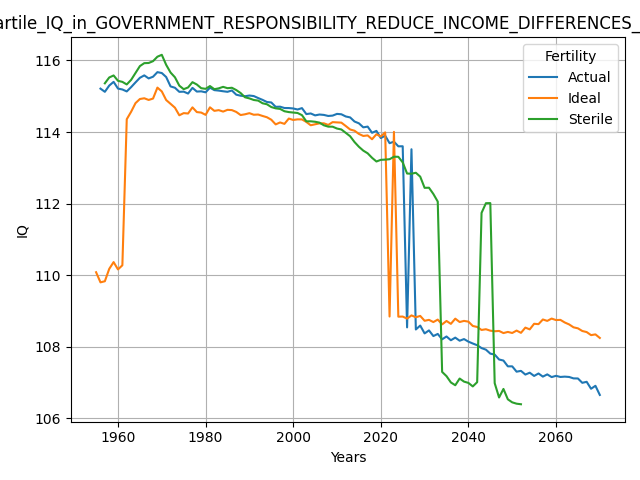 artile_IQ_in_GOVERNMENT_RESPONSIBILITY_REDUCE_INCOME_DIFFERENCES_
116
114
112
110
108
106
IQ
Fertility
Actual
Ideal
Sterile
1960
1980
2000
2020
2040
2060
Years